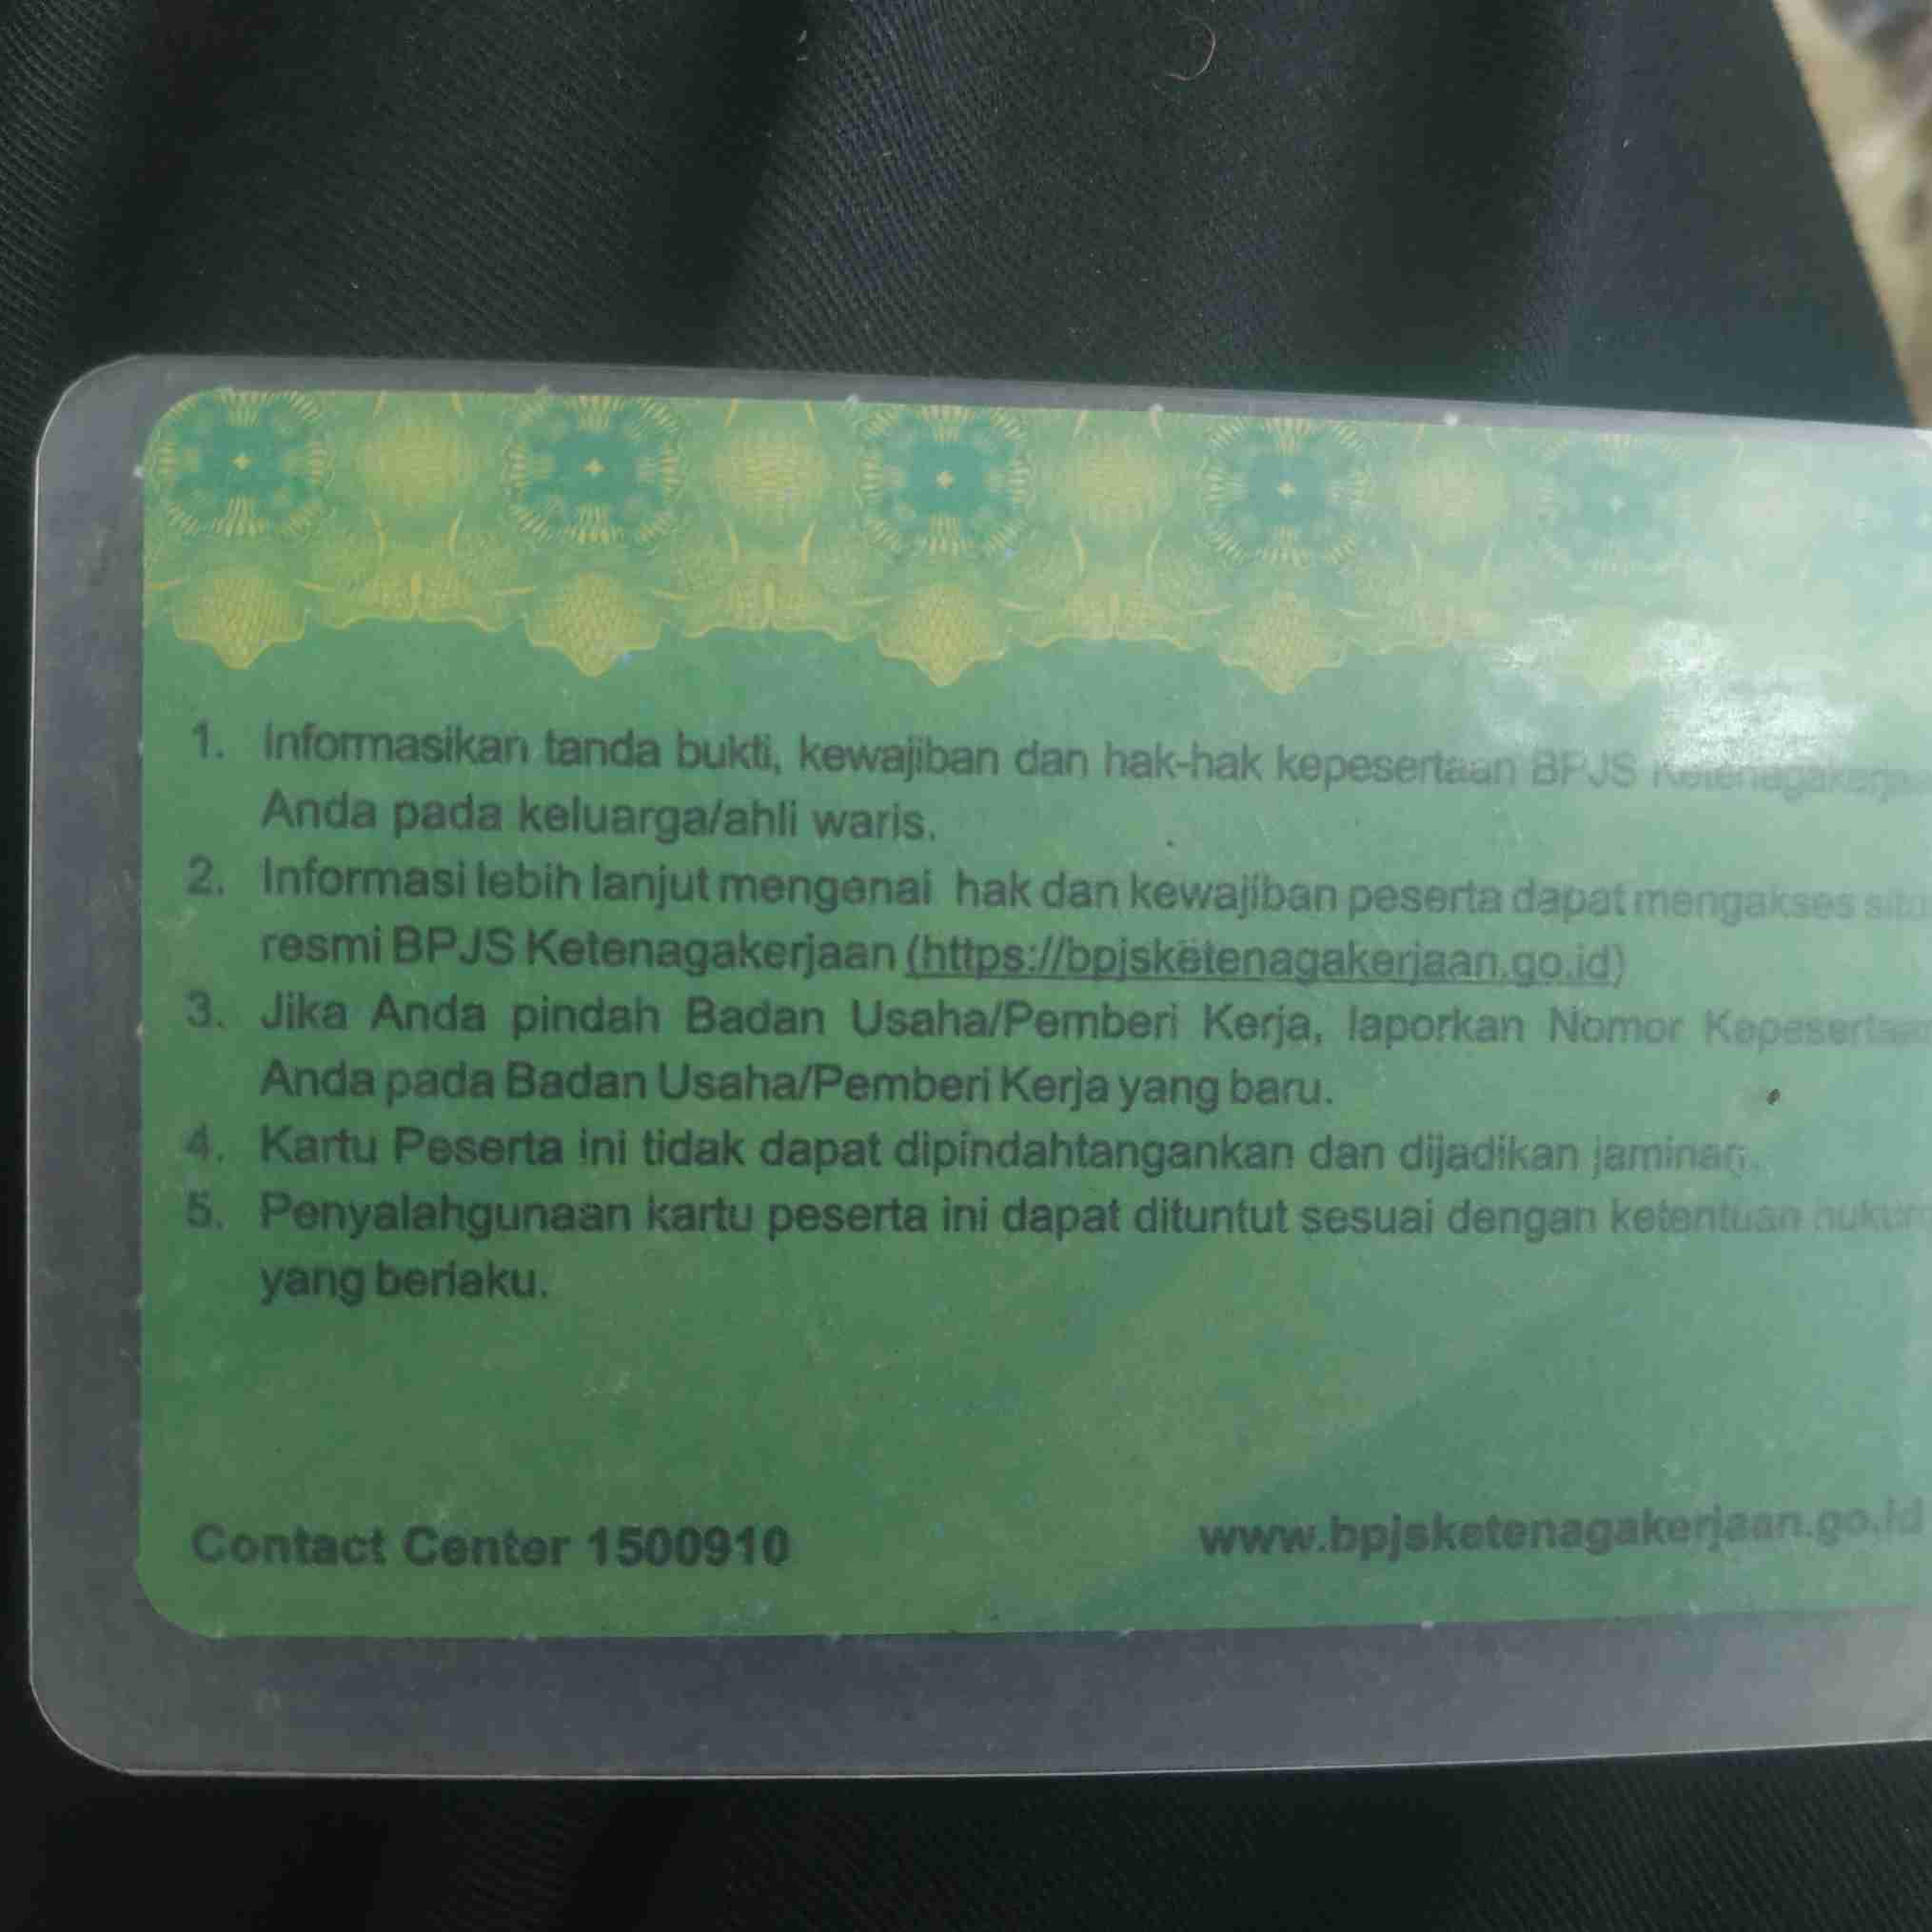 1. Informasikan tanda bukti, kewajiban dan hak-hak kepesertaan BPJS
Anda pada keluarga/ahli waris.
2. Informasi lebih lanjut mengenai hak dan kewajiban peserta dapat mengakses
resmi BPJS Ketenagakerjaan (https://bpjsketenagakerjaan.go.id)
3. Jika Anda pindah Badan Usaha/Pemberi Kerja, laporkan Nomor
Anda pada Badan Usaha/Pemberi Kerja yang baru.
4. Kartu Peserta ini tidak dapat dipindahtangankan dan dijadikan jaminan.
5. Penyalahgunaan kartu peserta ini dapat dituntut sesuai dengan ketentuan
yang berlaku.
Contact Center 1500910
www.bpjsketenagakerjaan.go.id